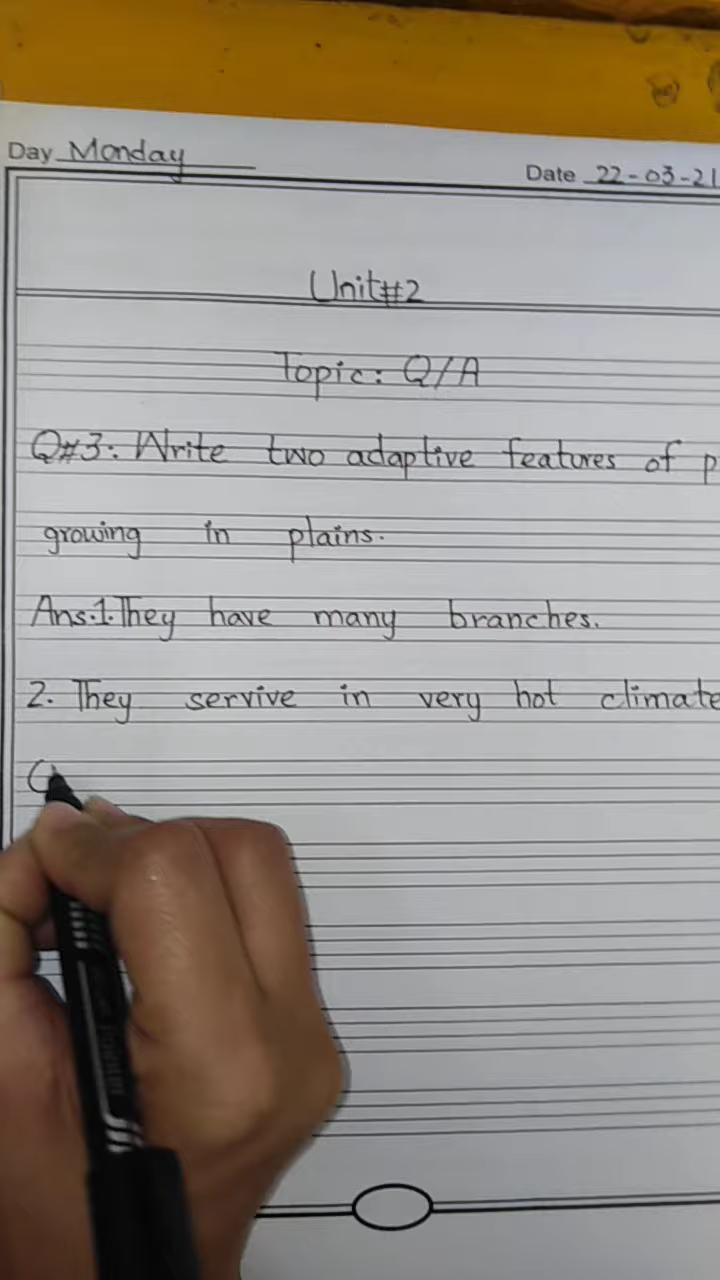 Day Monday
Date 22-03-21
Unit#2
Topic: Q/A
Q#3: Write two adaptive features of p
growing in plains.
Ans.1.They have many branches.
2. They servive in very hot climate